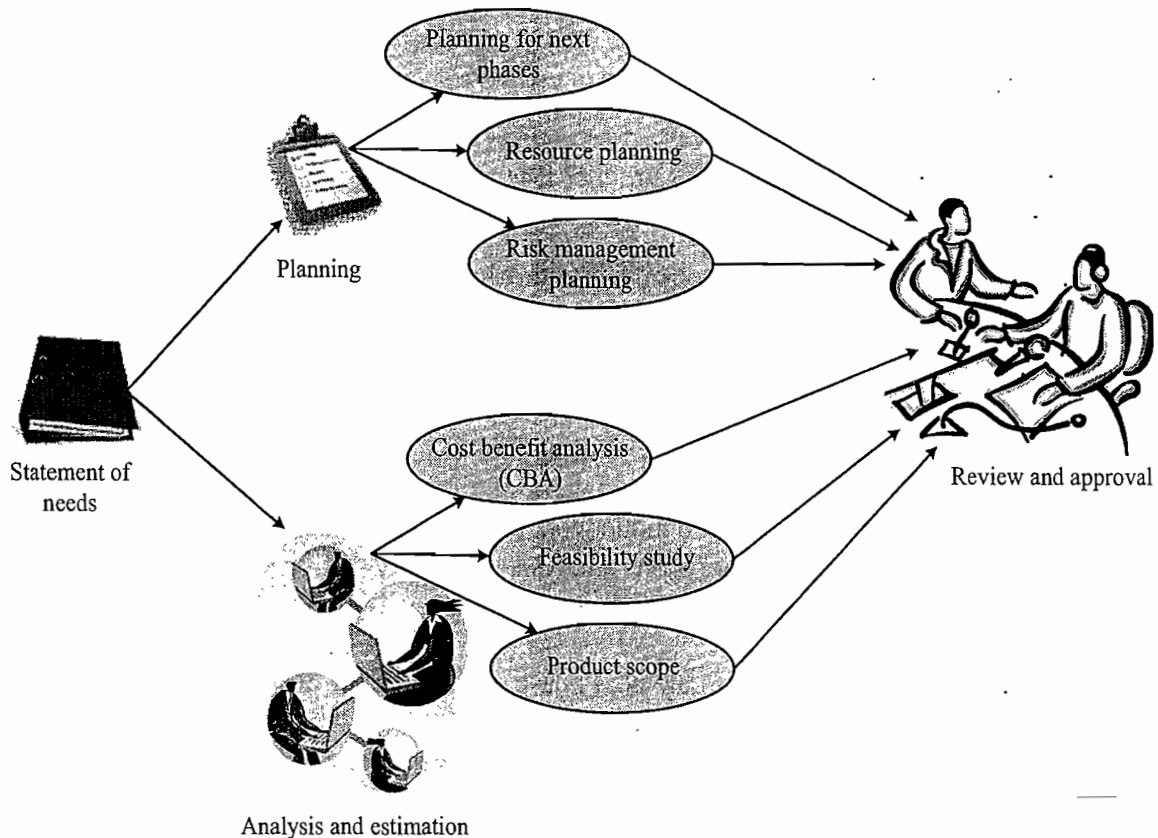 Planning for next
phases
Resource planning
Risk management
planning
Planning
Statement of
needs
Cost benefit analysis
(CBA)
Feasibility study
Product scope
Review and approval
Analysis and estimation